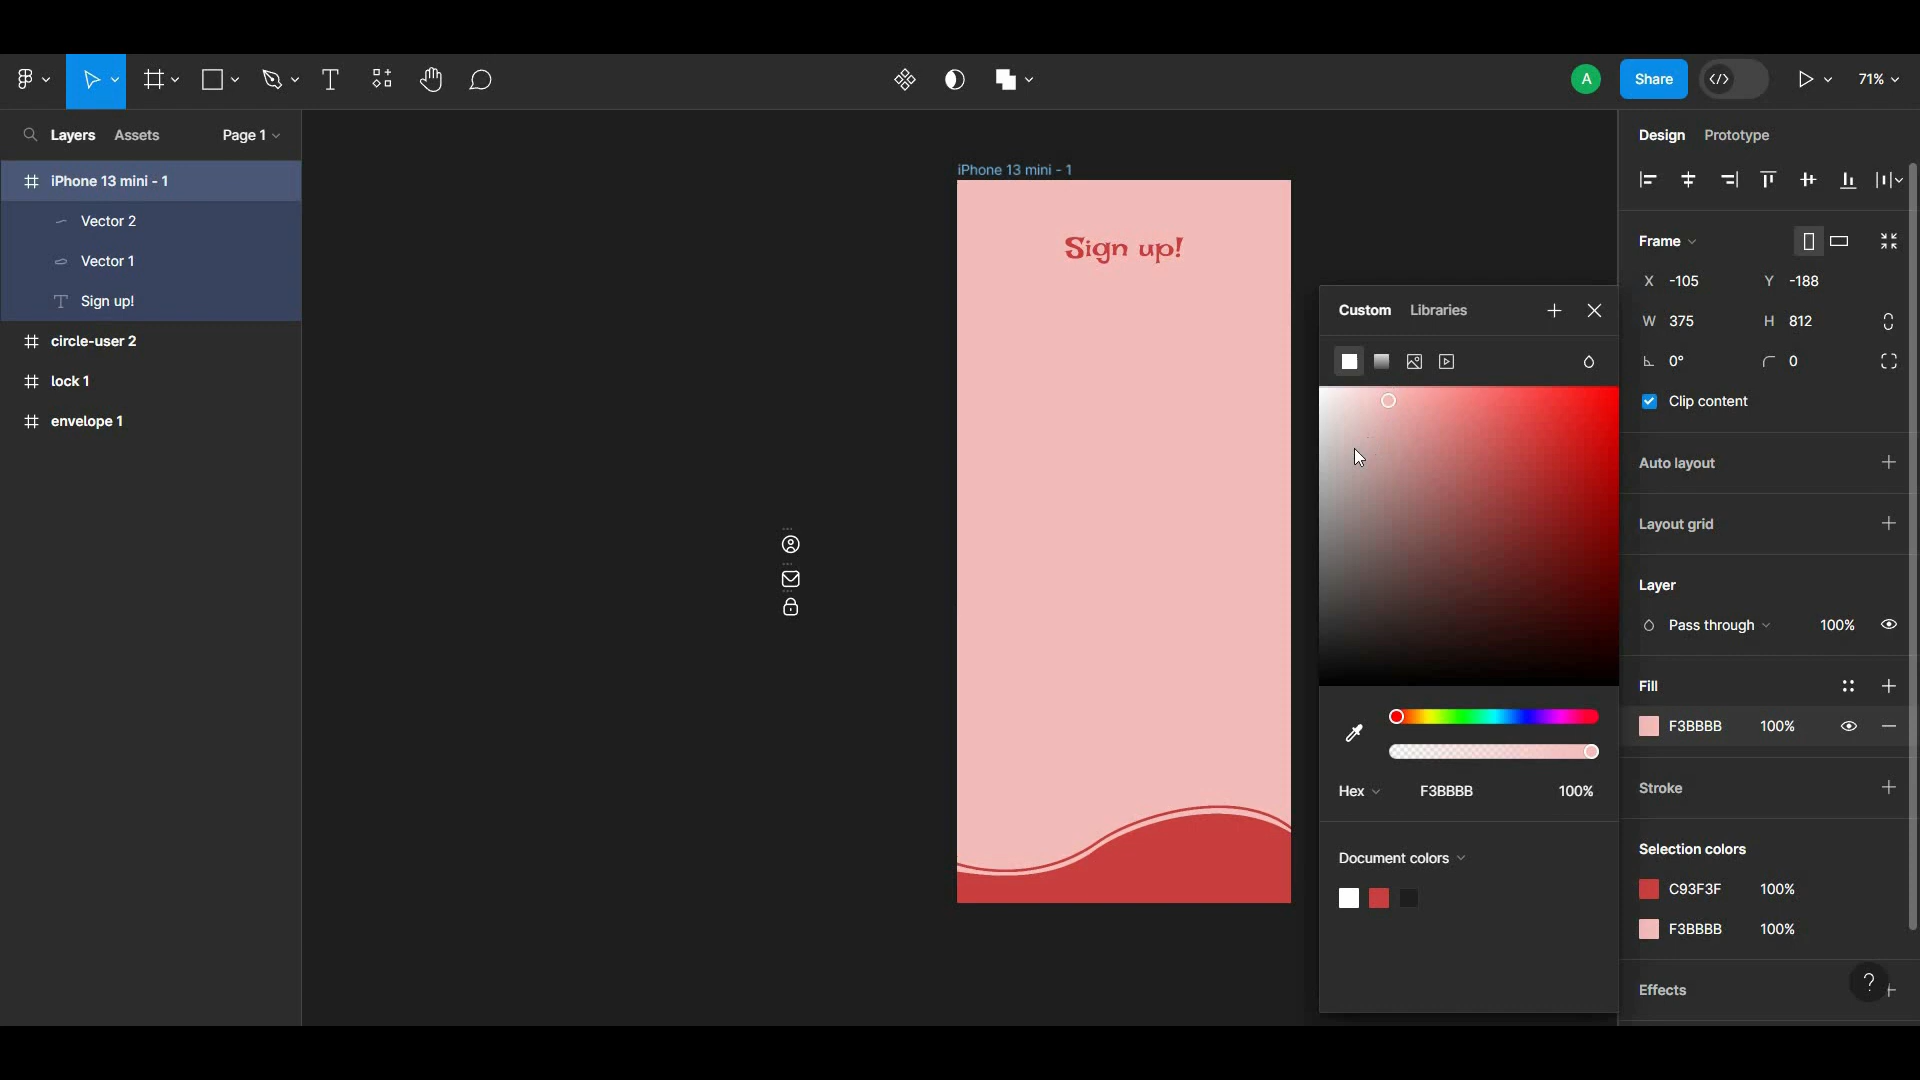 A
Share
71%
Layers
Assets
Page 1
iPhone 13 mini - 1
Vector 2
Vector 1
Sign up!
circle-user 2
lock 1
envelope 1
iPhone 13 mini - 1
Sign up!
Custom
Libraries
Hex
F3BBBB
100%
Document colors
Design
Prototype
Frame
X -105
Y -188
W 375
H 812
0°
0
Clip content
Auto layout
Layout grid
Layer
Pass through
100%
Fill
F3BBBB
100%
Stroke
Selection colors
C93F3F
100%
F3BBBB
100%
Effects
?